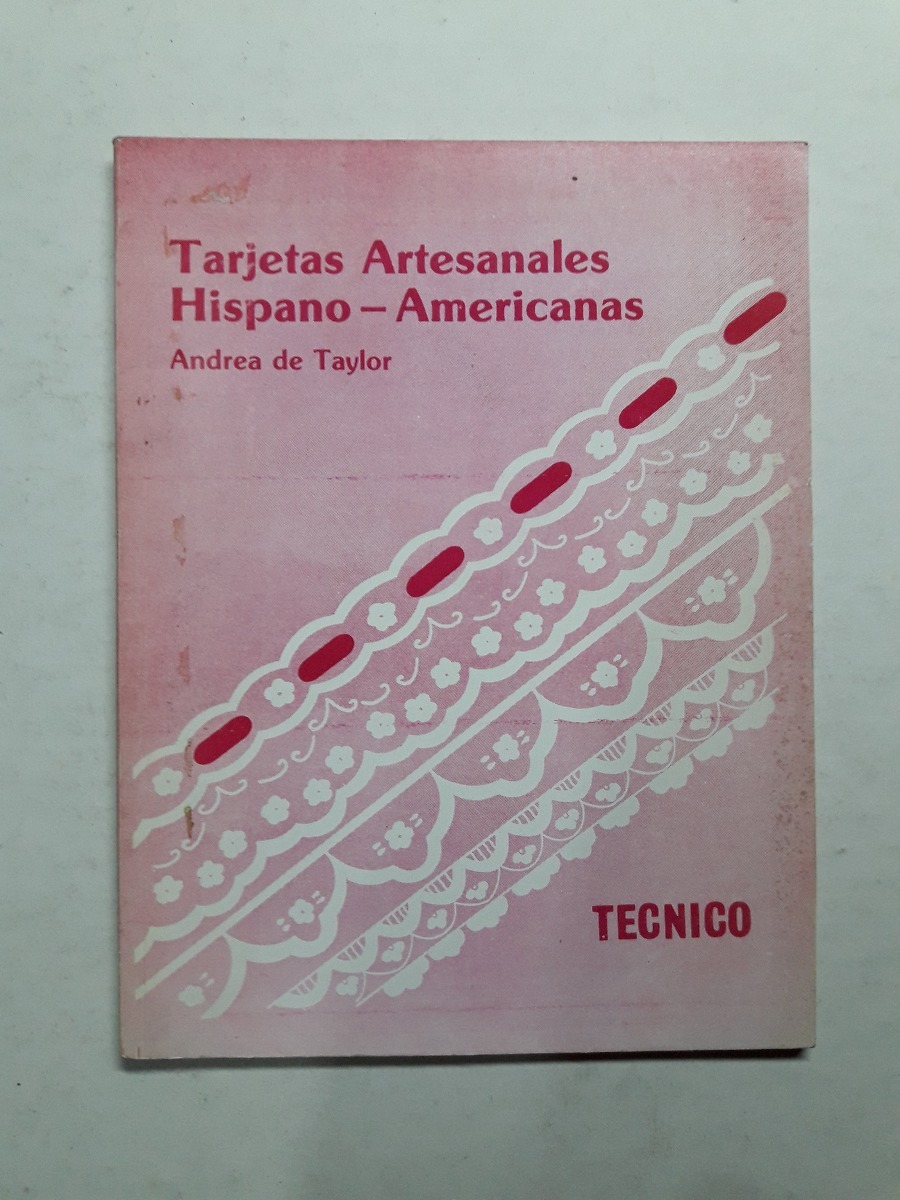 Tarjetas Artesanales
Hispano – Americanas
Andrea de Taylor
TECNICO